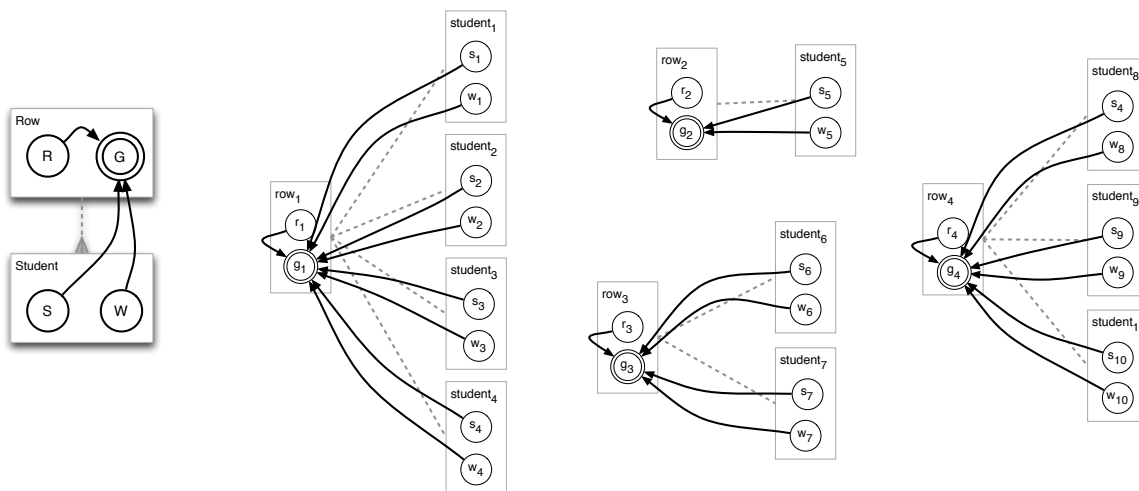 Row
R G
Student
S W
student1
s1
w1
student2
s2
w2
row1
r1
g1
student3
s3
w3
student4
s4
w4
row2
r2
g2
student5
s5
w5
student6
s6
w6
row3
r3
g3
student7
s7
w7
student8
s4
w8
row4
r4
g4
student9
s9
w9
student1
s10
w10